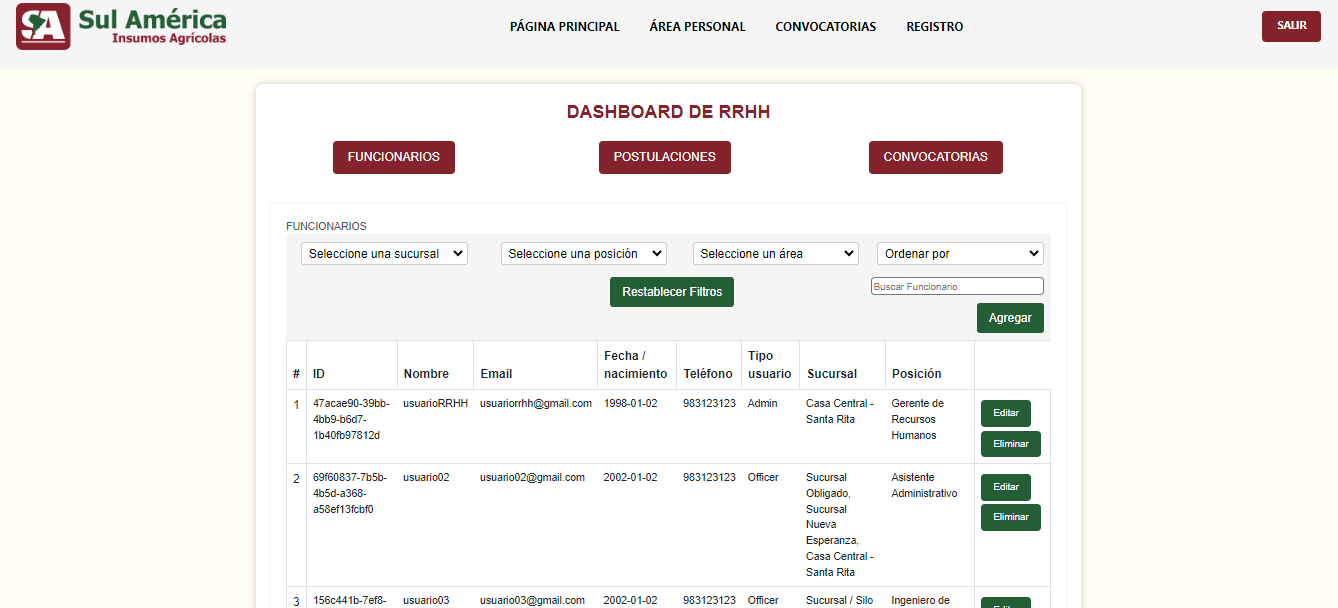 SA Sul América
Insumos Agrícolas
PÁGINA PRINCIPAL ÁREA PERSONAL CONVOCATORIAS REGISTRO
SALIR
DASHBOARD DE RRHH
FUNCIONARIOS POSTULACIONES CONVOCATORIAS
FUNCIONARIOS
Seleccione una sucursal Seleccione una posición Seleccione un área Ordenar por
Restablecer Filtros Buscar Funcionario
Agregar
# ID Nombre Email Fecha / nacimiento Teléfono Tipo usuario Sucursal Posición
1 47acae90-39bb- usuarioRRHH usuariorrhh@gmail.com 1998-01-02 983123123 Admin Casa Central - Gerente de
4bb9-b6d7- Santa Rita Recursos
1b40fb97812d Humanos
Editar
Eliminar
2 69f60837-7b5b- usuario02 usuario02@gmail.com 2002-01-02 983123123 Officer Sucursal Asistente
4b5d-a368- Obligado, Administrativo
a58ef13fcbf0 Sucursal
Nueva
Esperanza,
Casa Central -
Santa Rita
Editar
Eliminar
3 156c441b-7ef8- usuario03 usuario03@gmail.com 2002-01-02 983123123 Officer Sucursal / Silo Ingeniero de
Editar